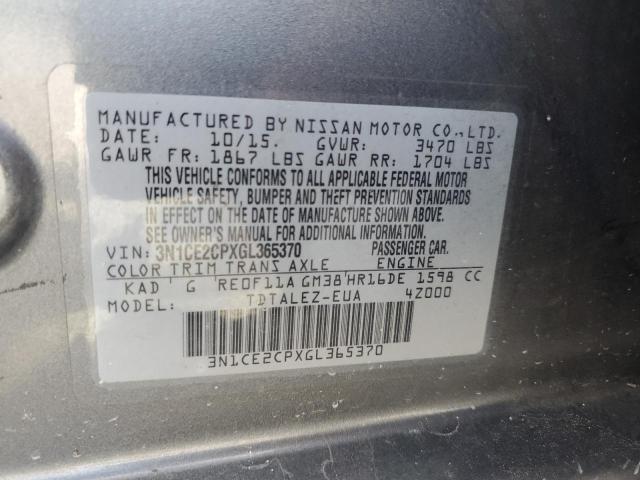 MANUFACTURED BY NISSAN MOTOR CO., LTD.
DATE: 10/15. GVWR: 3470 LBS
GAWR FR: 1867 LBS GAWR RR: 1704 LBS
THIS VEHICLE CONFORMS TO ALL APPLICABLE FEDERAL MOTOR
VEHICLE SAFETY, BUMPER AND THEFT PREVENTION STANDARDS
IN EFFECT ON THE DATE OF MANUFACTURE SHOWN ABOVE.
SEE OWNER'S MANUAL FOR ADDITIONAL INFORMATION.
VIN: 3N1CE2CPXGL365370 PASSENGER CAR.
COLOR TRIM TRANS AXLE ENGINE
KAD G RE0F11A GM38 HR16DE 1598 CC
MODEL: TDTALEZ-EUA 4Z000
3N1CE2CPXGL365370